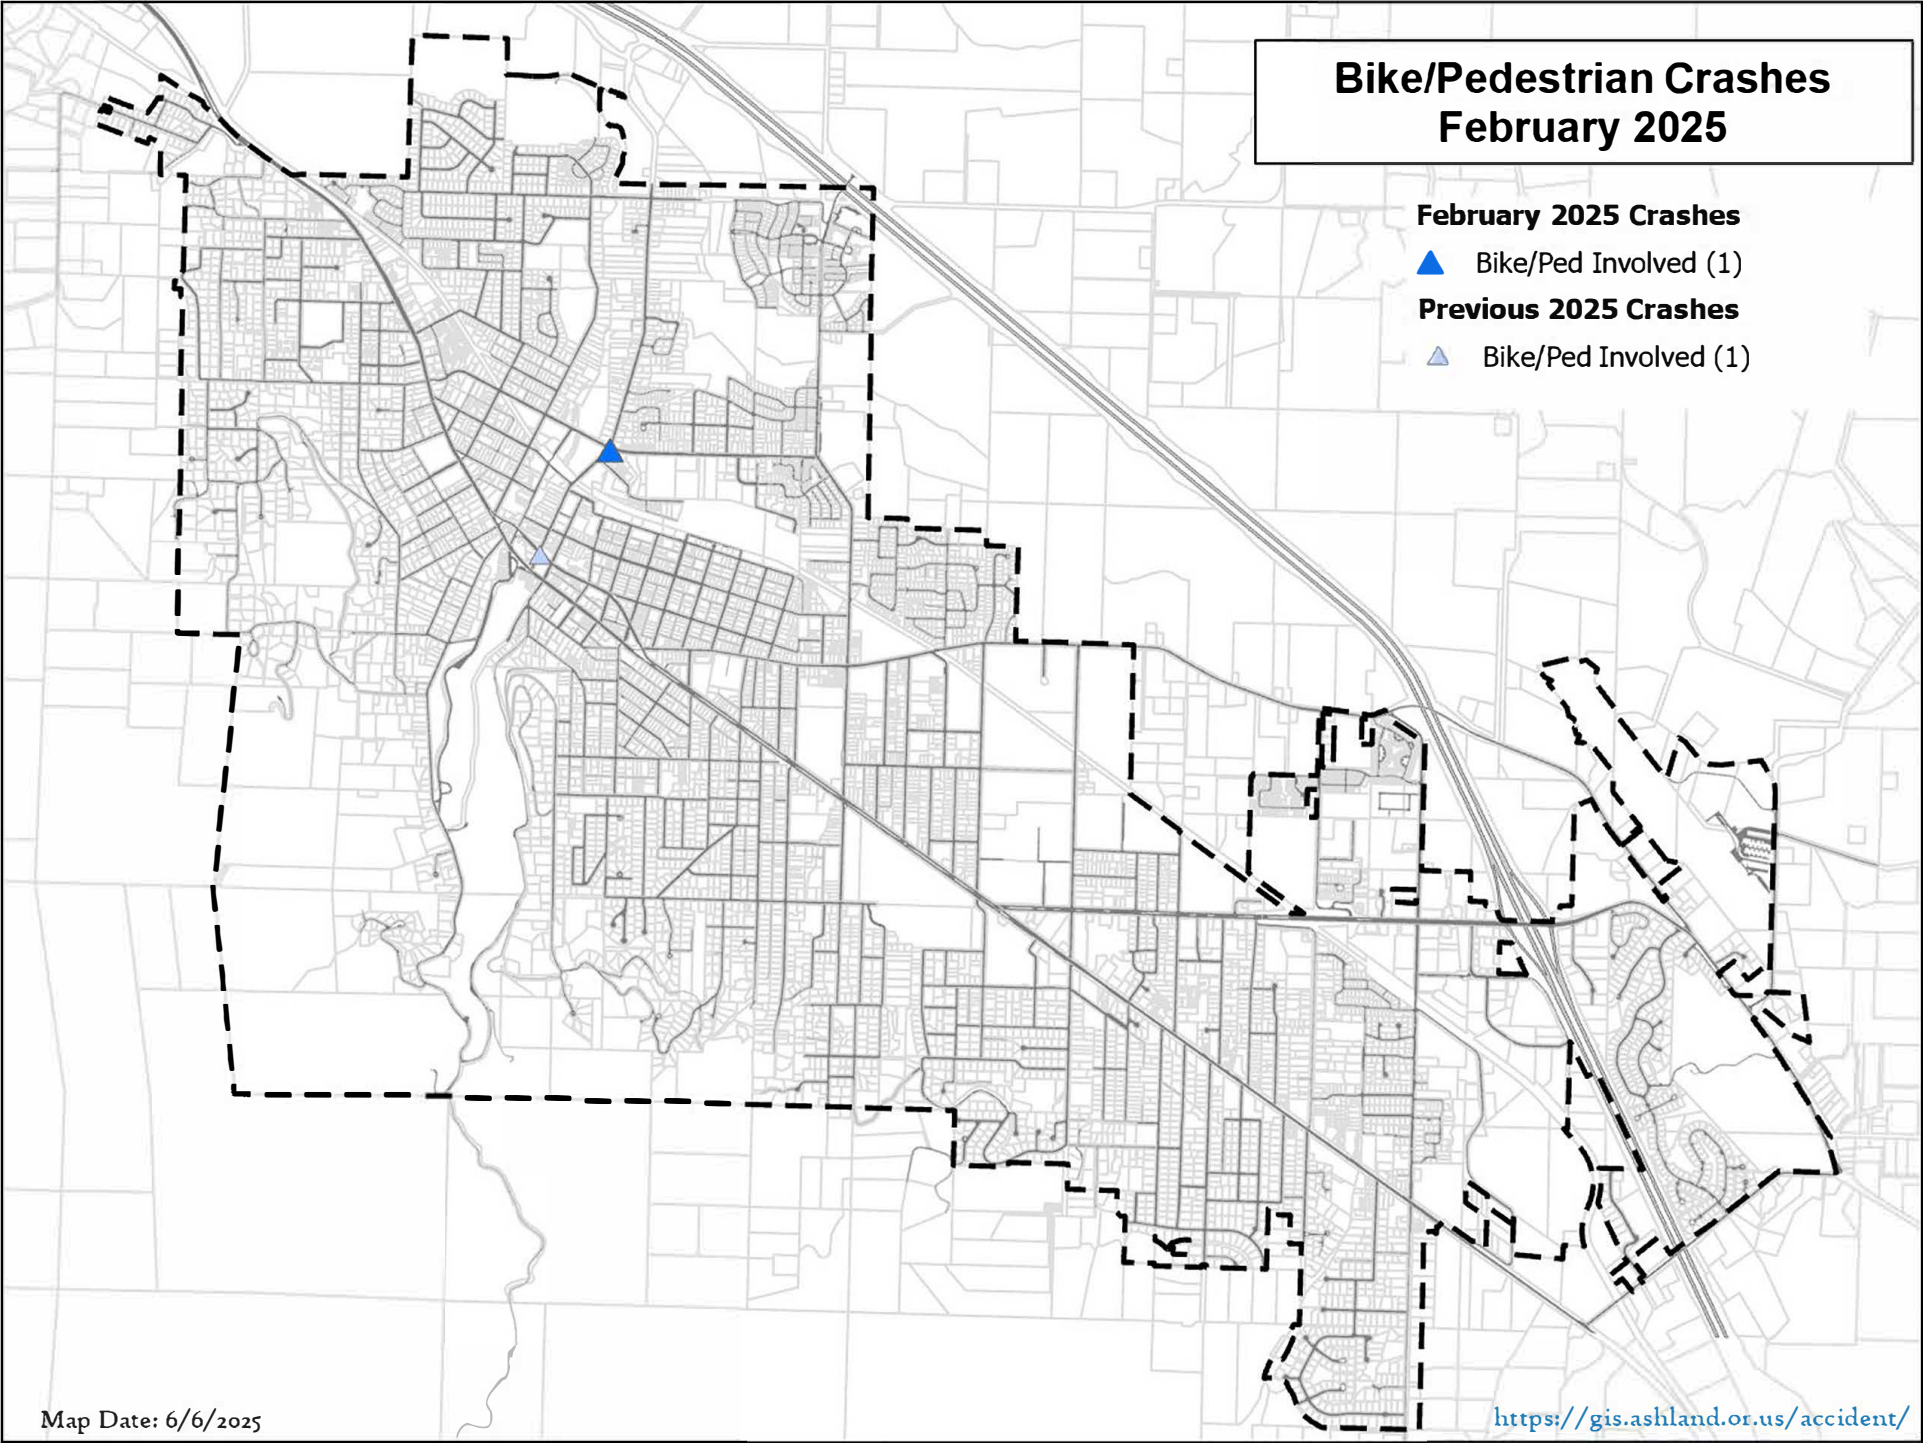 Bike/Pedestrian Crashes
February 2025
February 2025 Crashes
Bike/Ped Involved (1)
Previous 2025 Crashes
Bike/Ped Involved (1)
Map Date: 6/6/2025
https://gis.ashland.or.us/accident/